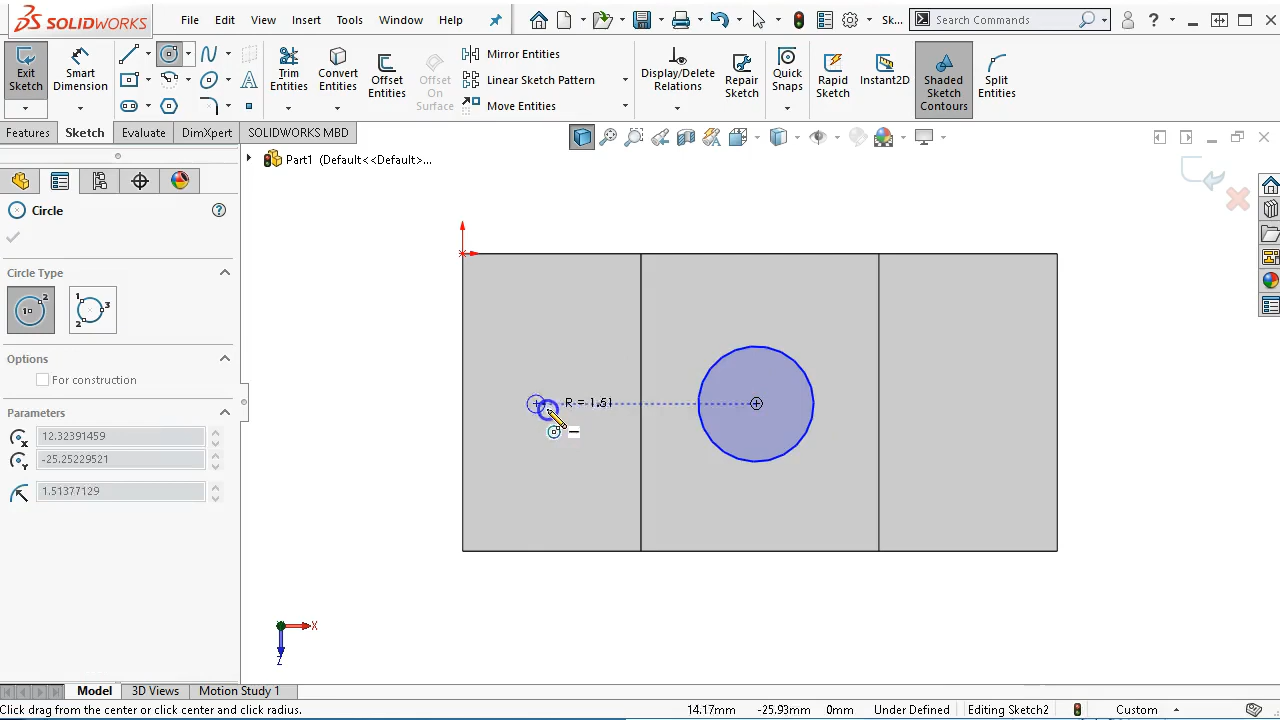 SOLIDWORKS
File Edit View Insert Tools Window Help
Sk...
Search Commands
?
Exit Sketch
Smart Dimension
Trim Entities
Convert Entities
Offset Entities
Offset On Surface
Mirror Entities
Linear Sketch Pattern
Move Entities
Display/Delete Relations
Repair Sketch
Quick Snaps
Rapid Sketch
Instant2D
Shaded Sketch Contours
Split Entities
Features Sketch Evaluate DimXpert SOLIDWORKS MBD
Part1 (Default<<Default>...
Circle
?
Circle Type
Options
For construction
Parameters
12.32391459
-25.25229521
1.51377129
R = 1.51
X
Z
Model 3D Views Motion Study 1
Click drag from the center or click center and click radius.
14.17mm -25.93mm 0mm Under Defined Editing Sketch2 Custom